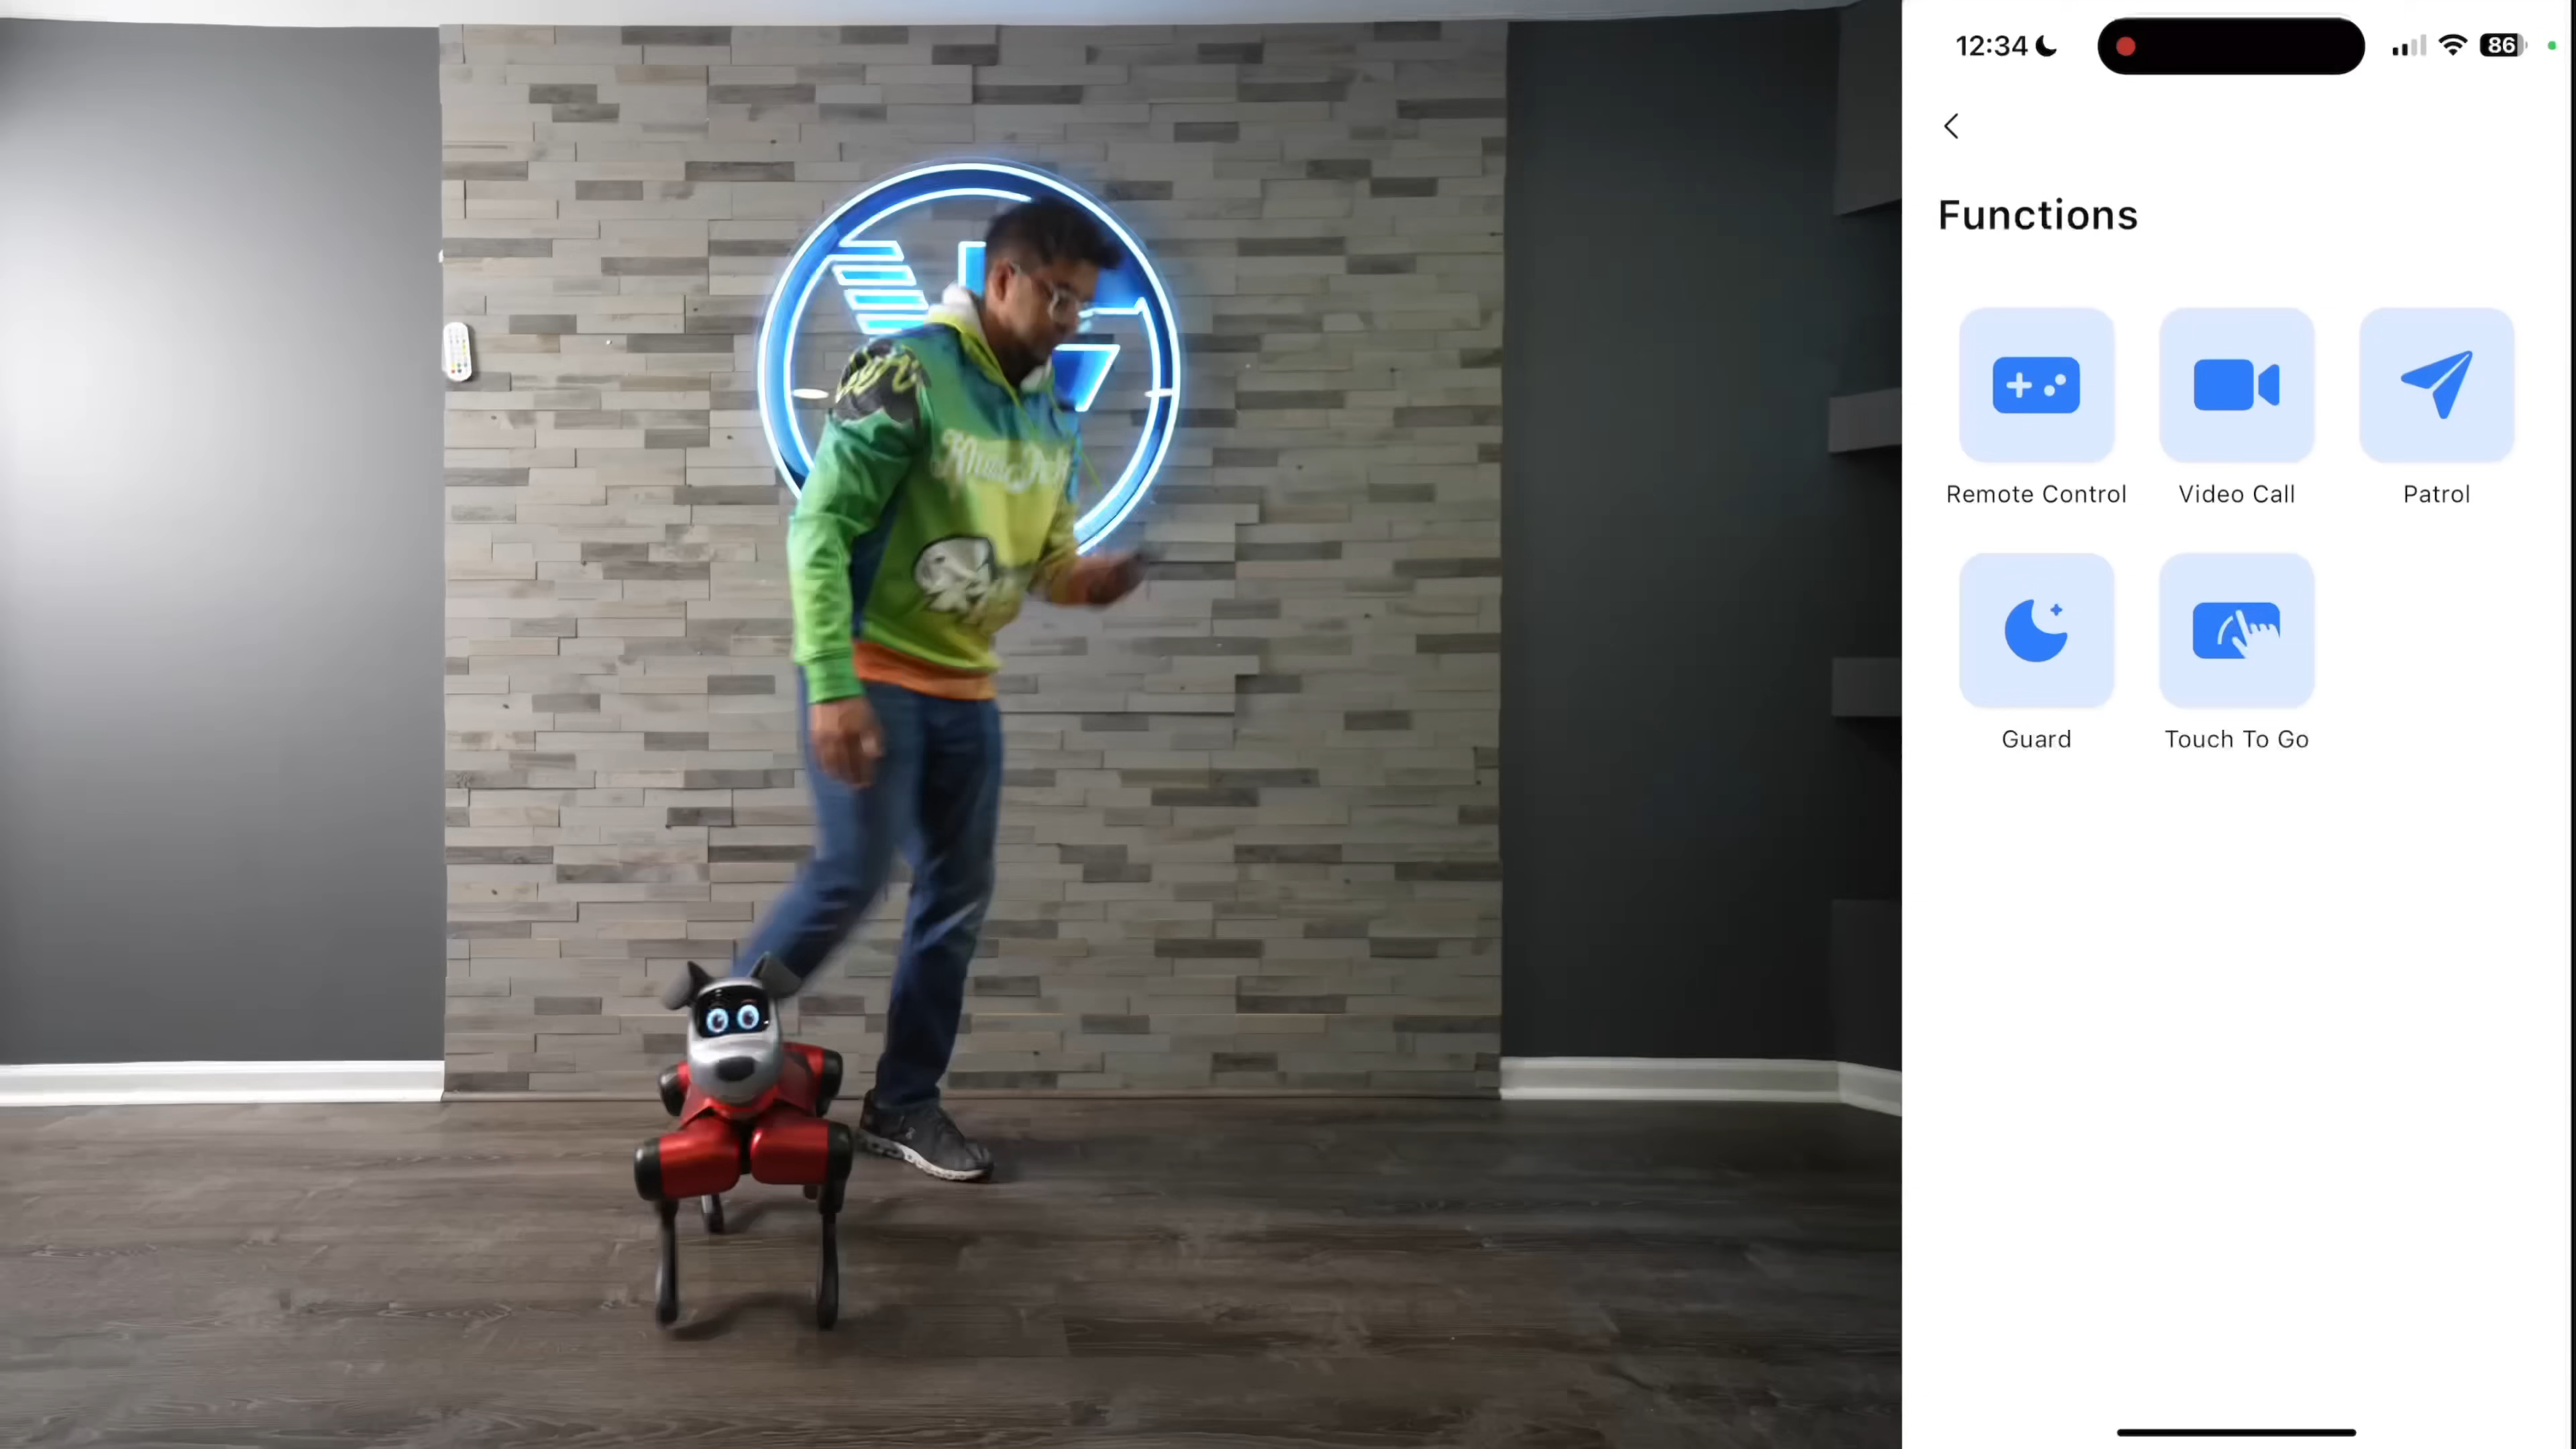 12:34
86
Functions
Remote Control
Video Call
Patrol
Guard
Touch To Go